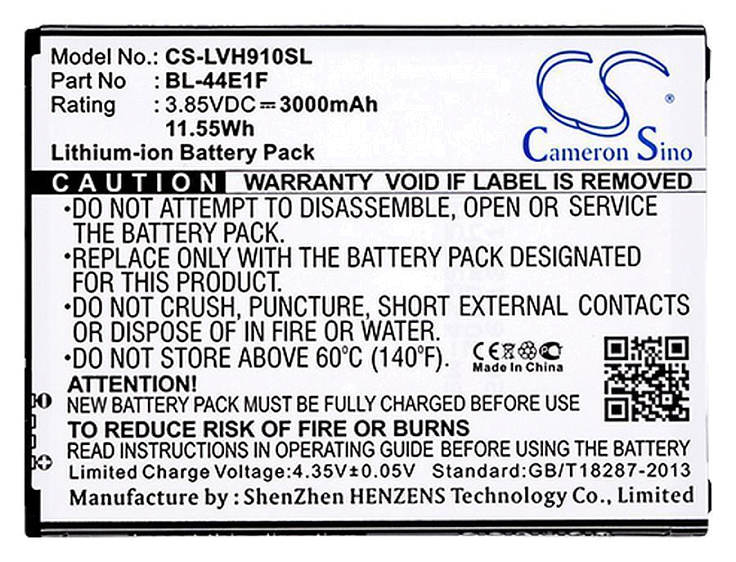 Model No.: CS-LVH910SL
Part No : BL-44E1F
Rating : 3.85VDC⎓3000mAh
11.55Wh
Lithium-ion Battery Pack
CS
®
Cameron Sino
CAUTION WARRANTY VOID IF LABEL IS REMOVED
•DO NOT ATTEMPT TO DISASSEMBLE, OPEN OR SERVICE
THE BATTERY PACK.
•REPLACE ONLY WITH THE BATTERY PACK DESIGNATED
FOR THIS PRODUCT.
•DO NOT CRUSH, PUNCTURE, SHORT EXTERNAL CONTACTS
OR DISPOSE OF IN FIRE OR WATER.
•DO NOT STORE ABOVE 60°C (140°F).
CE
Made In China
ATTENTION!
NEW BATTERY PACK MUST BE FULLY CHARGED BEFORE USE
TO REDUCE RISK OF FIRE OR BURNS
READ INSTRUCTIONS IN OPERATING GUIDE BEFORE USING THE BATTERY
Limited Charge Voltage:4.35V±0.05V Standard:GB/T18287-2013
Manufacture by : ShenZhen HENZENS Technology Co., Limited